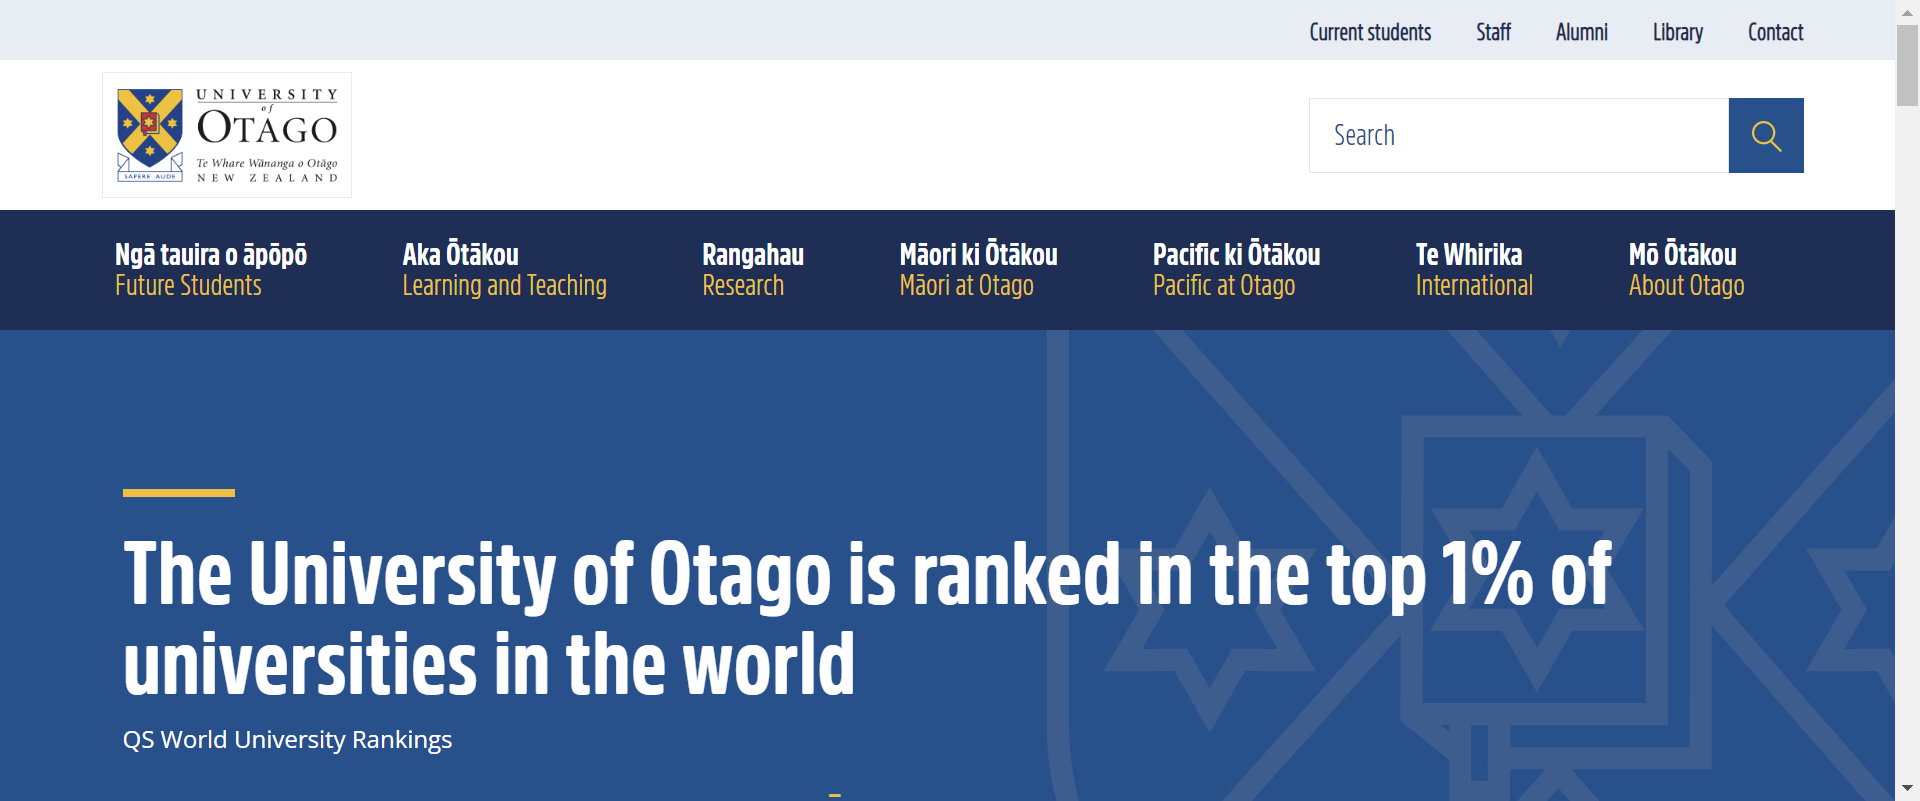 Current students Staff Alumni Library Contact
UNIVERSITY
of
OTAGO
Te Whare Wānanga o Otāgo
NEW ZEALAND
SAPERE AUDE
Search
Ngā tauira o āpōpō
Future Students
Aka Ōtākou
Learning and Teaching
Rangahau
Research
Māori ki Ōtākou
Māori at Otago
Pacific ki Ōtākou
Pacific at Otago
Te Whirika
International
Mō Ōtākou
About Otago
The University of Otago is ranked in the top 1% of
universities in the world
QS World University Rankings